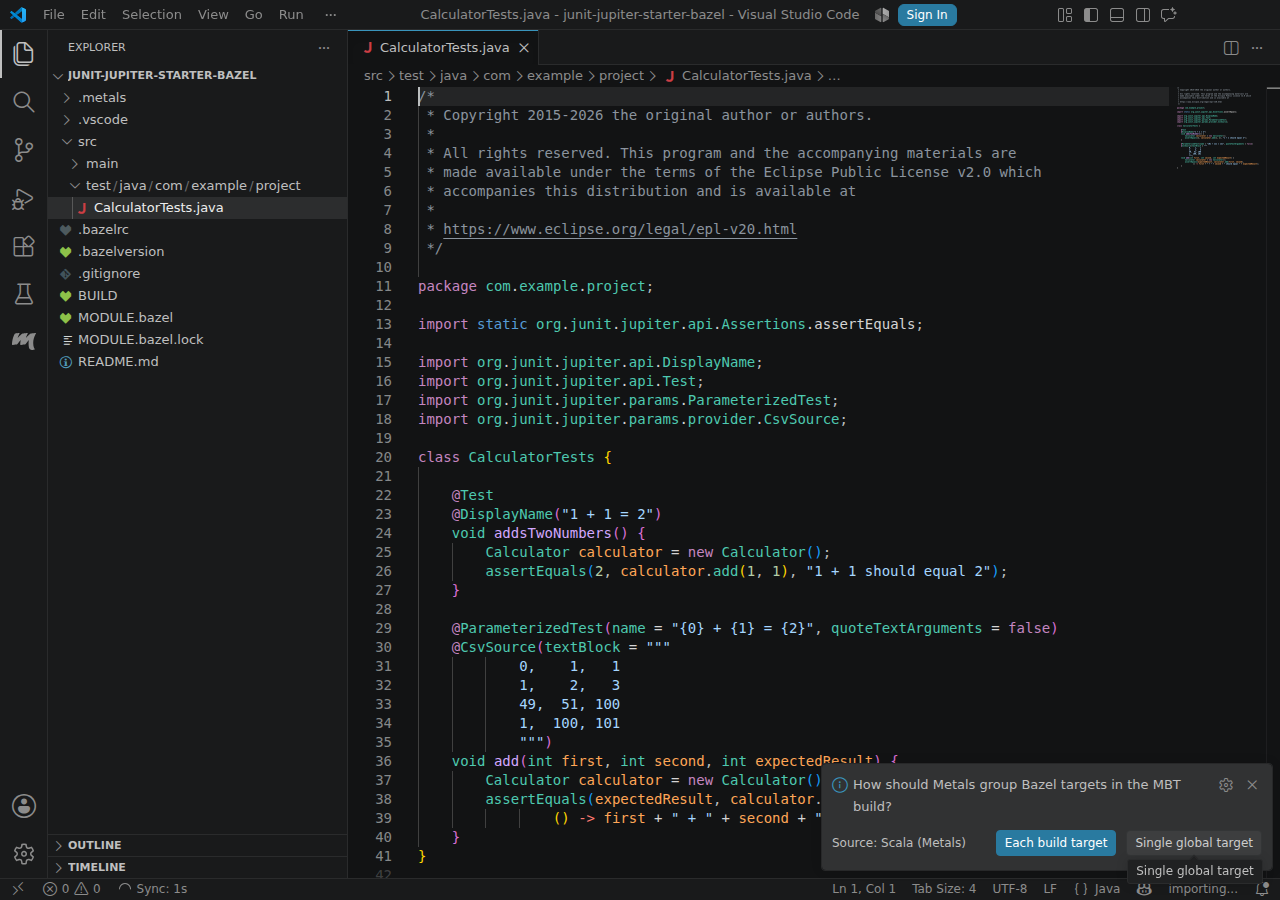 File Edit Selection View Go Run ··· CalculatorTests.java - junit-jupiter-starter-bazel - Visual Studio Code Sign In
EXPLORER ···
JUNIT-JUPITER-STARTER-BAZEL
.metals
.vscode
src
main
test/java/com/example/project
CalculatorTests.java
.bazelrc
.bazelversion
.gitignore
BUILD
MODULE.bazel
MODULE.bazel.lock
README.md
OUTLINE
TIMELINE
CalculatorTests.java
src > test > java > com > example > project > CalculatorTests.java > ...
1 /*
2  * Copyright 2015-2026 the original author or authors.
3  *
4  * All rights reserved. This program and the accompanying materials are
5  * made available under the terms of the Eclipse Public License v2.0 which
6  * accompanies this distribution and is available at
7  *
8  * https://www.eclipse.org/legal/epl-v20.html
9  */
10
11 package com.example.project;
12
13 import static org.junit.jupiter.api.Assertions.assertEquals;
14
15 import org.junit.jupiter.api.DisplayName;
16 import org.junit.jupiter.api.Test;
17 import org.junit.jupiter.params.ParameterizedTest;
18 import org.junit.jupiter.params.provider.CsvSource;
19
20 class CalculatorTests {
21
22     @Test
23     @DisplayName("1 + 1 = 2")
24     void addsTwoNumbers() {
25         Calculator calculator = new Calculator();
26         assertEquals(2, calculator.add(1, 1), "1 + 1 should equal 2");
27     }
28
29     @ParameterizedTest(name = "{0} + {1} = {2}", quoteTextArguments = false)
30     @CsvSource(textBlock = """
31             0,    1,   1
32             1,    2,   3
33             49,  51, 100
34             1,  100, 101
35             """)
36     void add(int first, int second, int expectedResult) {
37         Calculator calculator = new Calculator()
38         assertEquals(expectedResult, calculator.
39                 () -> first + " + " + second + "
40     }
41 }
42
How should Metals group Bazel targets in the MBT
build?
Source: Scala (Metals) Each build target Single global target
Single global target
0 0 Sync: 1s Ln 1, Col 1 Tab Size: 4 UTF-8 LF { } Java importing...